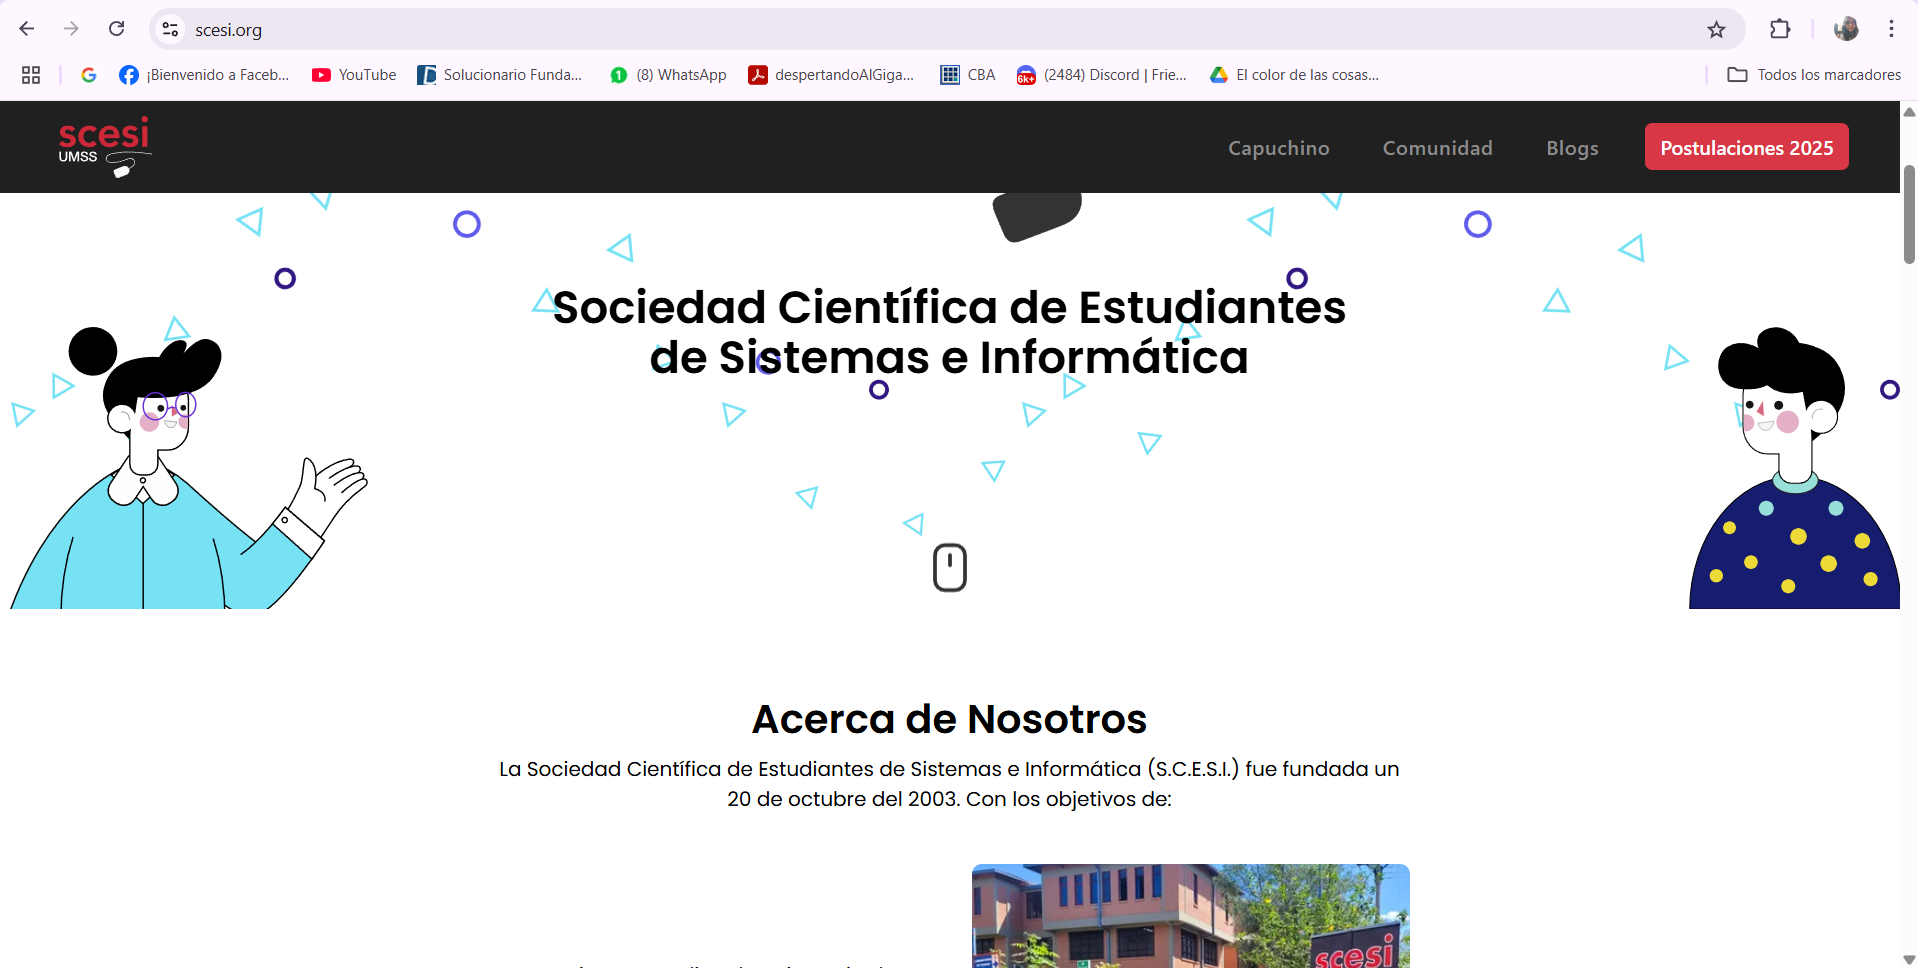 scesi.org
¡Bienvenido a Faceb...
YouTube
Solucionario Funda...
(8) WhatsApp
despertandoAlGiga...
CBA
6k+
(2484) Discord | Frie...
El color de las cosas...
Todos los marcadores
scesi
UMSS
Capuchino
Comunidad
Blogs
Postulaciones 2025
Sociedad Científica de Estudiantes
de Sistemas e Informática
Acerca de Nosotros
La Sociedad Científica de Estudiantes de Sistemas e Informática (S.C.E.S.I.) fue fundada un
20 de octubre del 2003. Con los objetivos de:
scesi